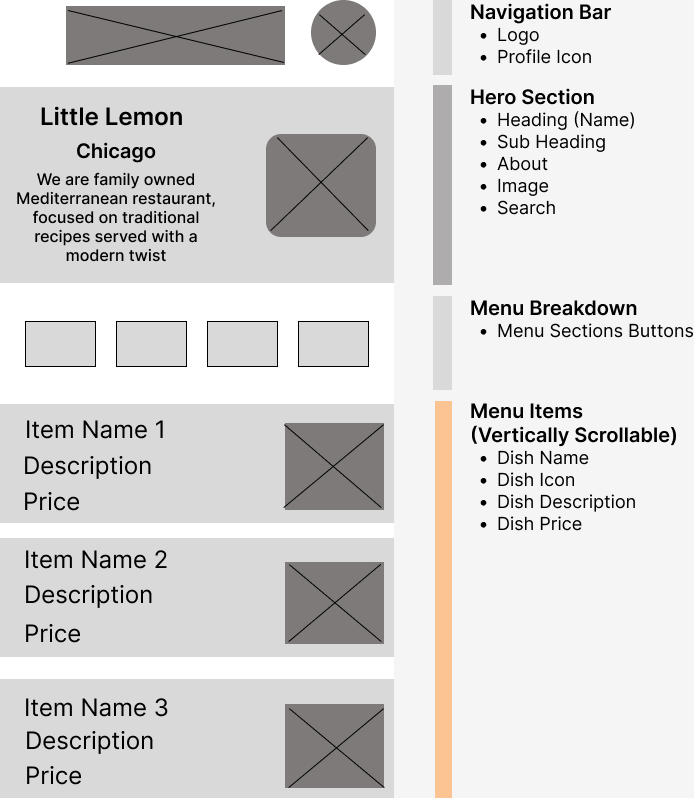 Little Lemon
Chicago
We are family owned
Mediterranean restaurant,
focused on traditional
recipes served with a
modern twist
Item Name 1
Description
Price
Item Name 2
Description
Price
Item Name 3
Description
Price
Navigation Bar
• Logo
• Profile Icon
Hero Section
• Heading (Name)
• Sub Heading
• About
• Image
• Search
Menu Breakdown
• Menu Sections Buttons
Menu Items
(Vertically Scrollable)
• Dish Name
• Dish Icon
• Dish Description
• Dish Price